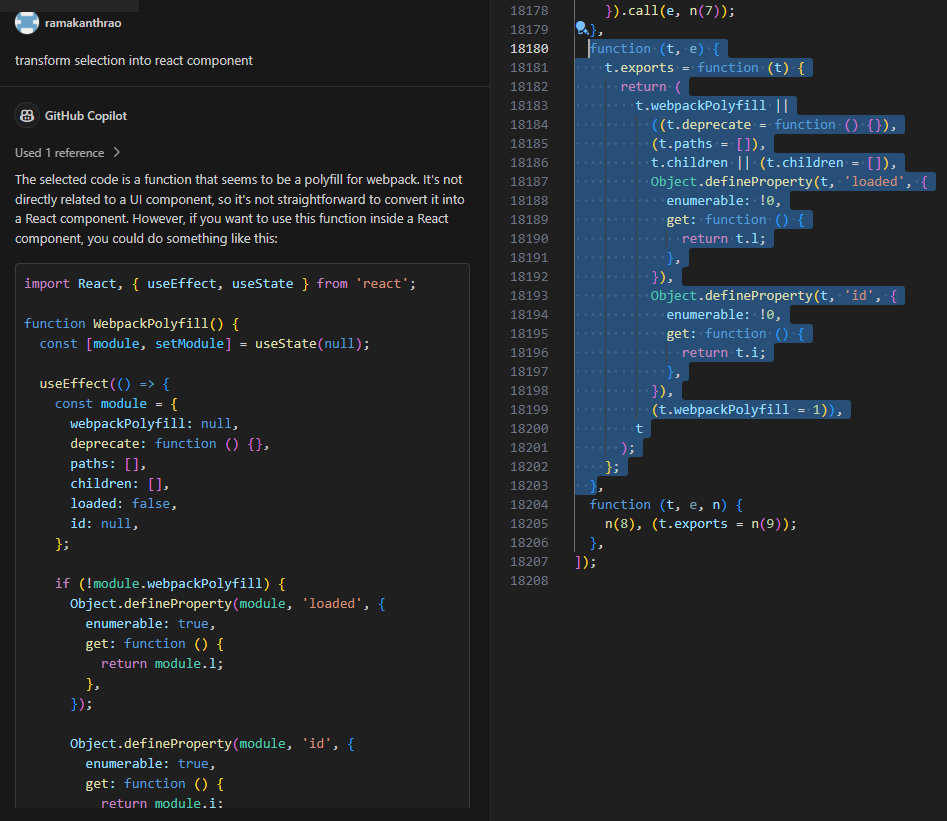 ramakanthrao
transform selection into react component
GitHub Copilot
Used 1 reference
The selected code is a function that seems to be a polyfill for webpack. It's not
directly related to a UI component, so it's not straightforward to convert it into
a React component. However, if you want to use this function inside a React
component, you could do something like this:
import React, { useEffect, useState } from 'react';
function WebpackPolyfill() {
const [module, setModule] = useState(null);
useEffect(() => {
const module = {
webpackPolyfill: null,
deprecate: function () {},
paths: [],
children: [],
loaded: false,
id: null,
};
if (!module.webpackPolyfill) {
Object.defineProperty(module, 'loaded', {
enumerable: true,
get: function () {
return module.l;
},
});
Object.defineProperty(module, 'id', {
enumerable: true,
get: function () {
return module.i;
18178 }).call(e, n(7));
18179 },
18180 function (t, e) {
18181 t.exports = function (t) {
18182 return (
18183 t.webpackPolyfill ||
18184 ((t.deprecate = function () {}),
18185 (t.paths = []),
18186 t.children || (t.children = []),
18187 Object.defineProperty(t, 'loaded', {
18188 enumerable: !0,
18189 get: function () {
18190 return t.l;
18191 },
18192 }),
18193 Object.defineProperty(t, 'id', {
18194 enumerable: !0,
18195 get: function () {
18196 return t.i;
18197 },
18198 }),
18199 (t.webpackPolyfill = 1)),
18200 t
18201 );
18202 };
18203 },
18204 function (t, e, n) {
18205 n(8), (t.exports = n(9));
18206 },
18207 ]);
18208